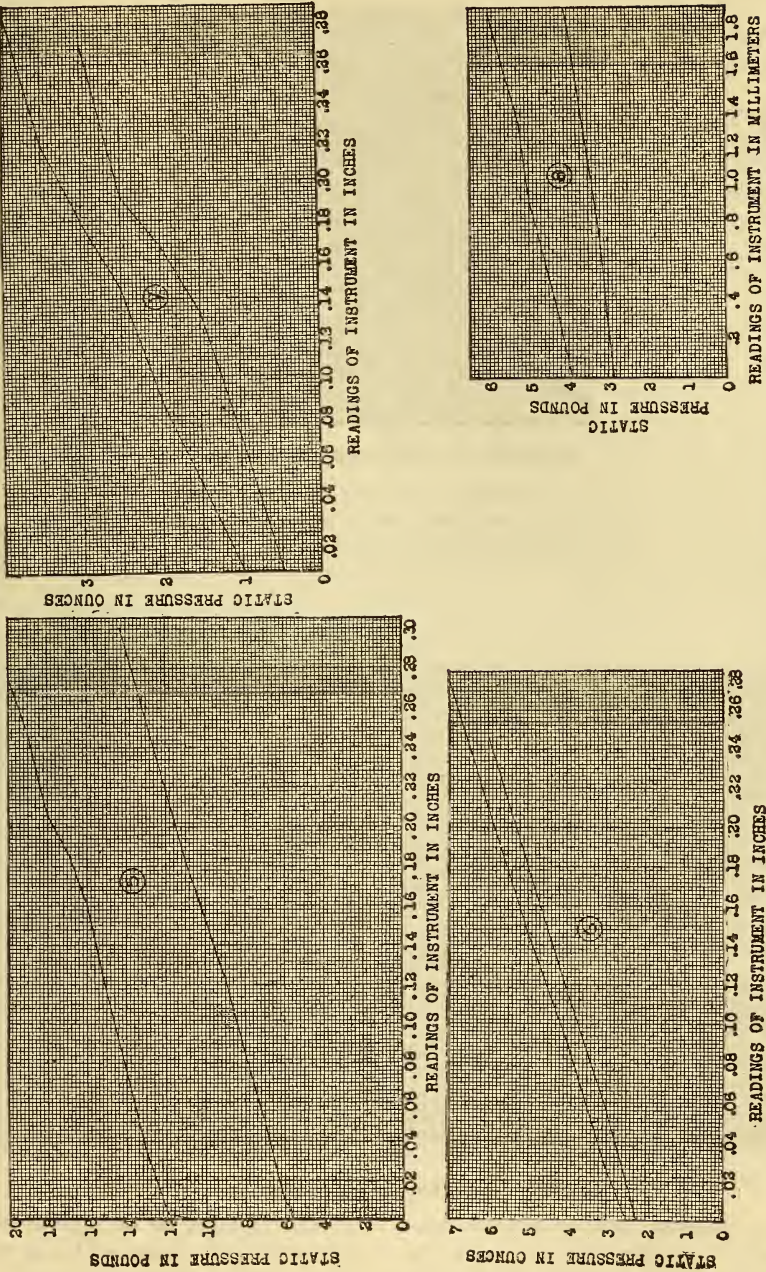 3
2
1
0
.02 .04 .06 .08 .10 .12 .14 .16 .18 .20 .22 .24 .26 .28
READINGS OF INSTRUMENT IN INCHES
STATIC PRESSURE IN OUNCES
A
6
5
4
3
2
1
0
.2 .4 .6 .8 1.0 1.2 1.4 1.6 1.8
READINGS OF INSTRUMENT IN MILLIMETERS
STATIC
PRESSURE IN POUNDS
20
18
16
14
12
10
8
6
4
2
0
.02 .04 .06 .08 .10 .12 .14 .16 .18 .20 .22 .24 .26 .28 .30
READINGS OF INSTRUMENT IN INCHES
STATIC PRESSURE IN POUNDS
7
6
5
4
3
2
1
0
.02 .04 .06 .08 .10 .12 .14 .16 .18 .20 .22 .24 .26 .28
READINGS OF INSTRUMENT IN INCHES
STATIC PRESSURE IN OUNCES